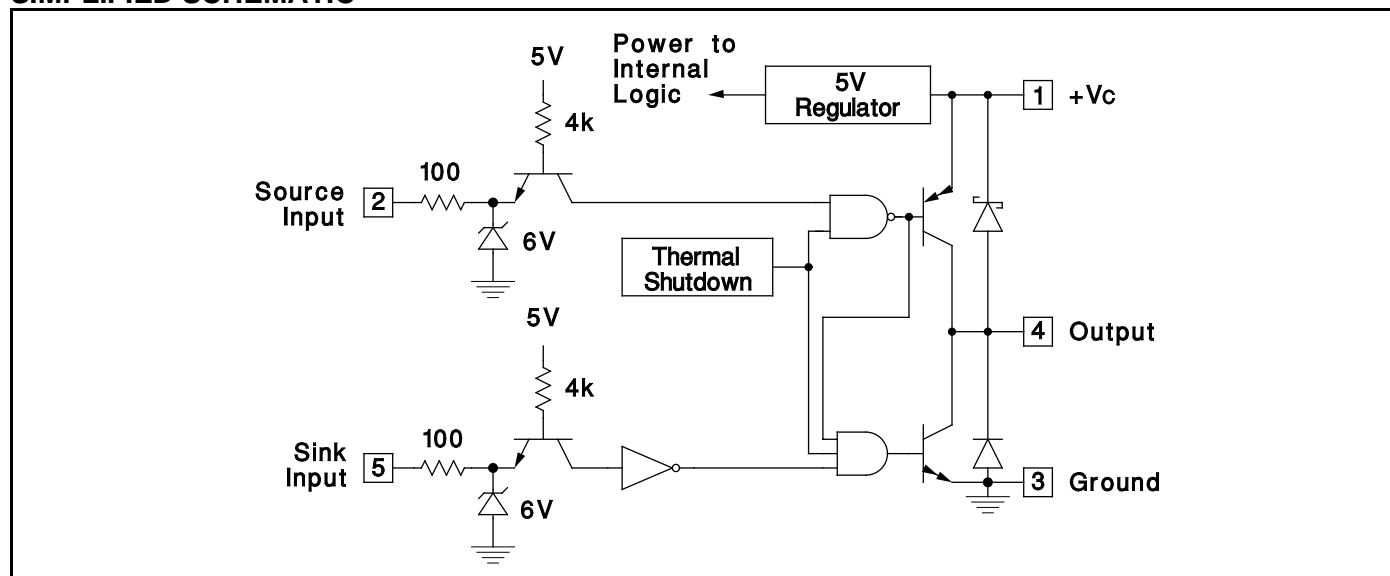 SIMPLIFIED SCHEMATIC
Power to
Internal
Logic
5V
Regulator
1 +Vc
5V
4k
100
Source
Input
2
6V
Thermal
Shutdown
5V
4k
4 Output
100
Sink
Input
5
6V
3 Ground